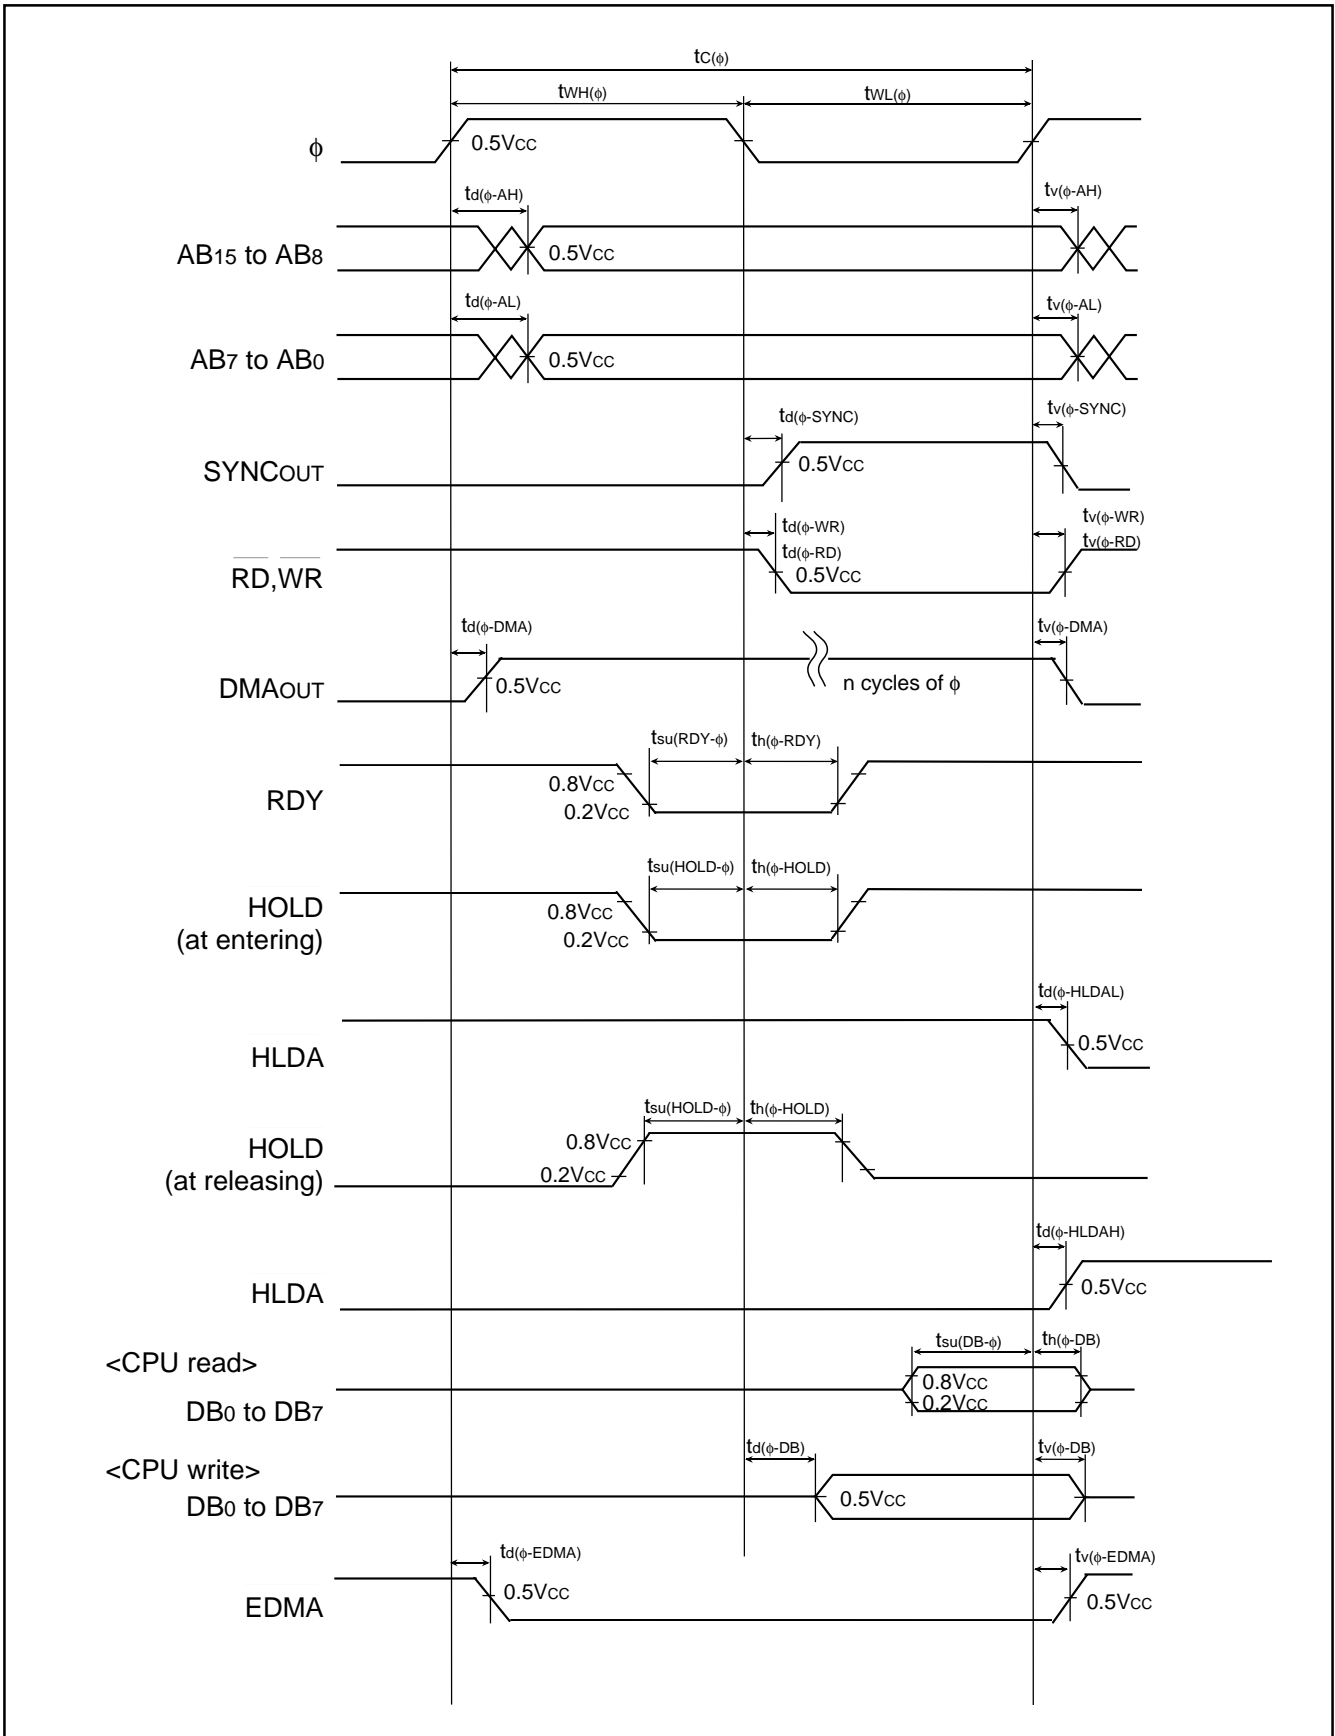 tC(ϕ)
tWH(ϕ) tWL(ϕ)
ϕ 0.5VCC
td(ϕ-AH) tv(ϕ-AH)
AB15 to AB8 0.5VCC
td(ϕ-AL) tv(ϕ-AL)
AB7 to AB0 0.5VCC
td(ϕ-SYNC) tv(ϕ-SYNC)
SYNCOUT 0.5VCC
td(ϕ-WR) tv(ϕ-WR)
td(ϕ-RD) tv(ϕ-RD)
RD,WR 0.5VCC
td(ϕ-DMA) tv(ϕ-DMA)
DMAOUT 0.5VCC n cycles of ϕ
tsu(RDY-ϕ) th(ϕ-RDY)
0.8VCC
RDY 0.2VCC
tsu(HOLD-ϕ) th(ϕ-HOLD)
HOLD 0.8VCC
(at entering) 0.2VCC
td(ϕ-HLDAL)
HLDA 0.5VCC
tsu(HOLD-ϕ) th(ϕ-HOLD)
HOLD 0.8VCC
(at releasing) 0.2VCC
td(ϕ-HLDAH)
HLDA 0.5VCC
tsu(DB-ϕ) th(ϕ-DB)
<CPU read> 0.8VCC
DB0 to DB7 0.2VCC
td(ϕ-DB) tv(ϕ-DB)
<CPU write>
DB0 to DB7 0.5VCC
td(ϕ-EDMA) tv(ϕ-EDMA)
EDMA 0.5VCC 0.5VCC